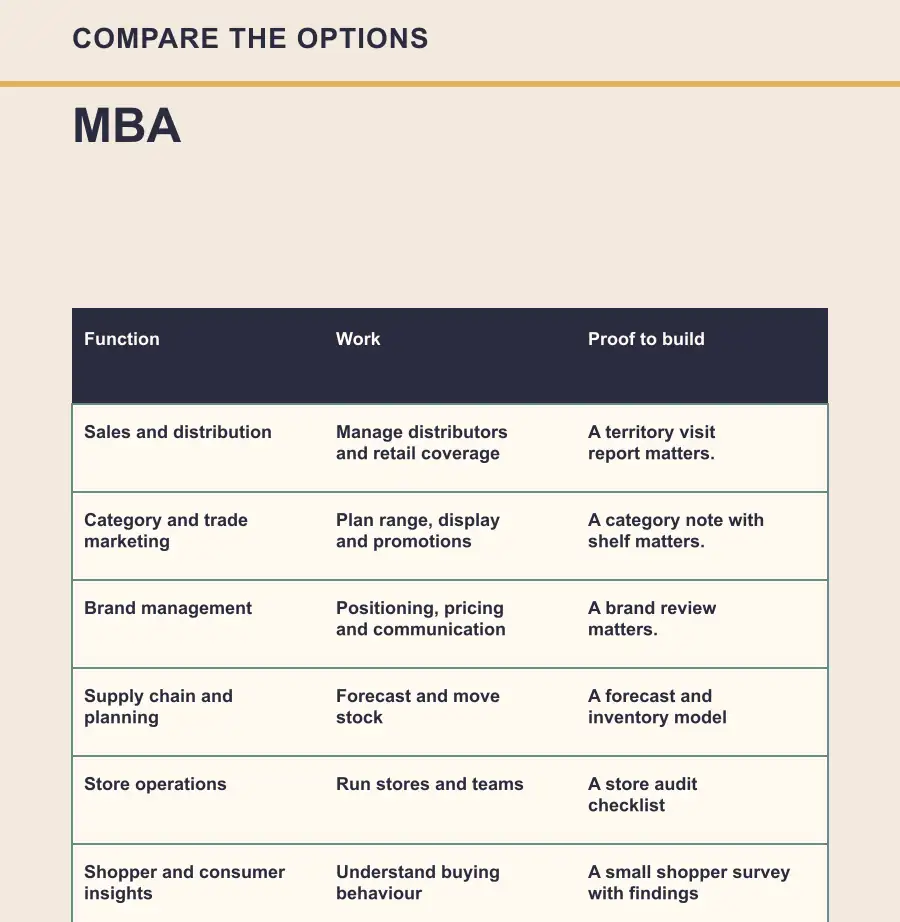 COMPARE THE OPTIONS
MBA
Function
Work
Proof to build
Sales and distribution
Manage distributors
and retail coverage
A territory visit
report matters.
Category and trade
marketing
Plan range, display
and promotions
A category note with
shelf matters.
Brand management
Positioning, pricing
and communication
A brand review
matters.
Supply chain and
planning
Forecast and move
stock
A forecast and
inventory model
Store operations
Run stores and teams
A store audit
checklist
Shopper and consumer
insights
Understand buying
behaviour
A small shopper survey
with findings